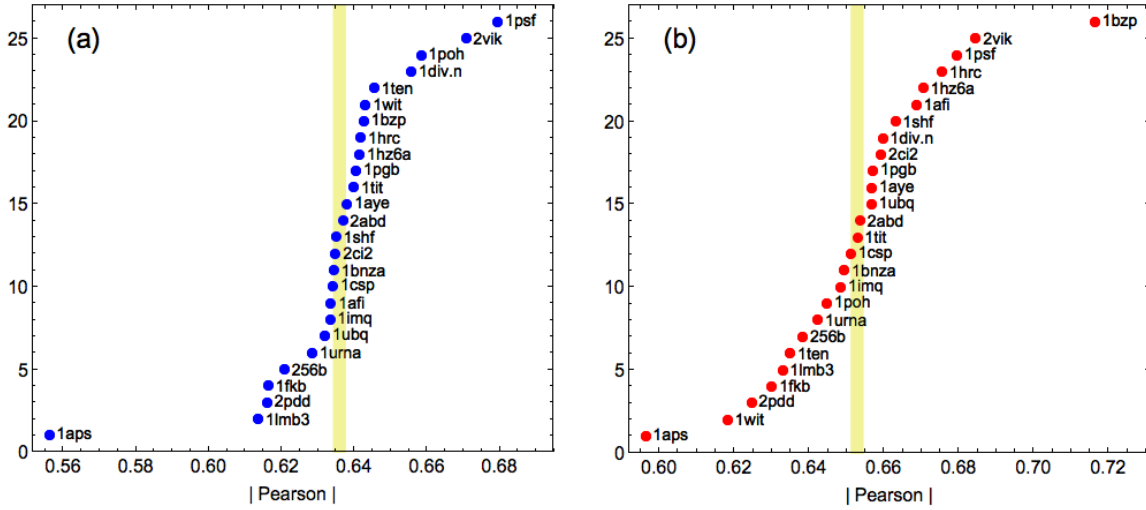 (a)
25
20
15
10
5
0
1psf
2vik
1poh
1div.n
1ten
1wit
1bzp
1hrc
1hz6a
1pgb
1tit
1aye
2abd
1shf
2ci2
1bnza
1csp
1afi
1imq
1ubq
1urna
256b
1fkb
2pdd
1lmb3
1aps
0.56 0.58 0.60 0.62 0.64 0.66 0.68
| Pearson |
(b)
25
20
15
10
5
0
1bzp
2vik
1psf
1hrc
1hz6a
1afi
1shf
1div.n
2ci2
1pgb
1aye
1ubq
2abd
1tit
1csp
1bnza
1imq
1poh
1urna
256b
1ten
1lmb3
1fkb
2pdd
1wit
1aps
0.60 0.62 0.64 0.66 0.68 0.70 0.72
| Pearson |